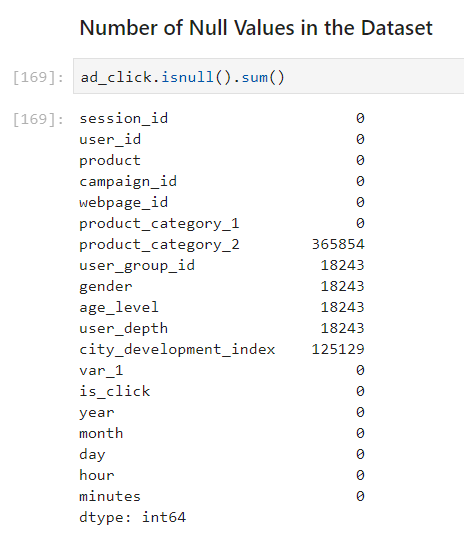 Number of Null Values in the Dataset
[169]: ad_click.isnull().sum()
[169]: session_id 0
user_id 0
product 0
campaign_id 0
webpage_id 0
product_category_1 0
product_category_2 365854
user_group_id 18243
gender 18243
age_level 18243
user_depth 18243
city_development_index 125129
var_1 0
is_click 0
year 0
month 0
day 0
hour 0
minutes 0
dtype: int64